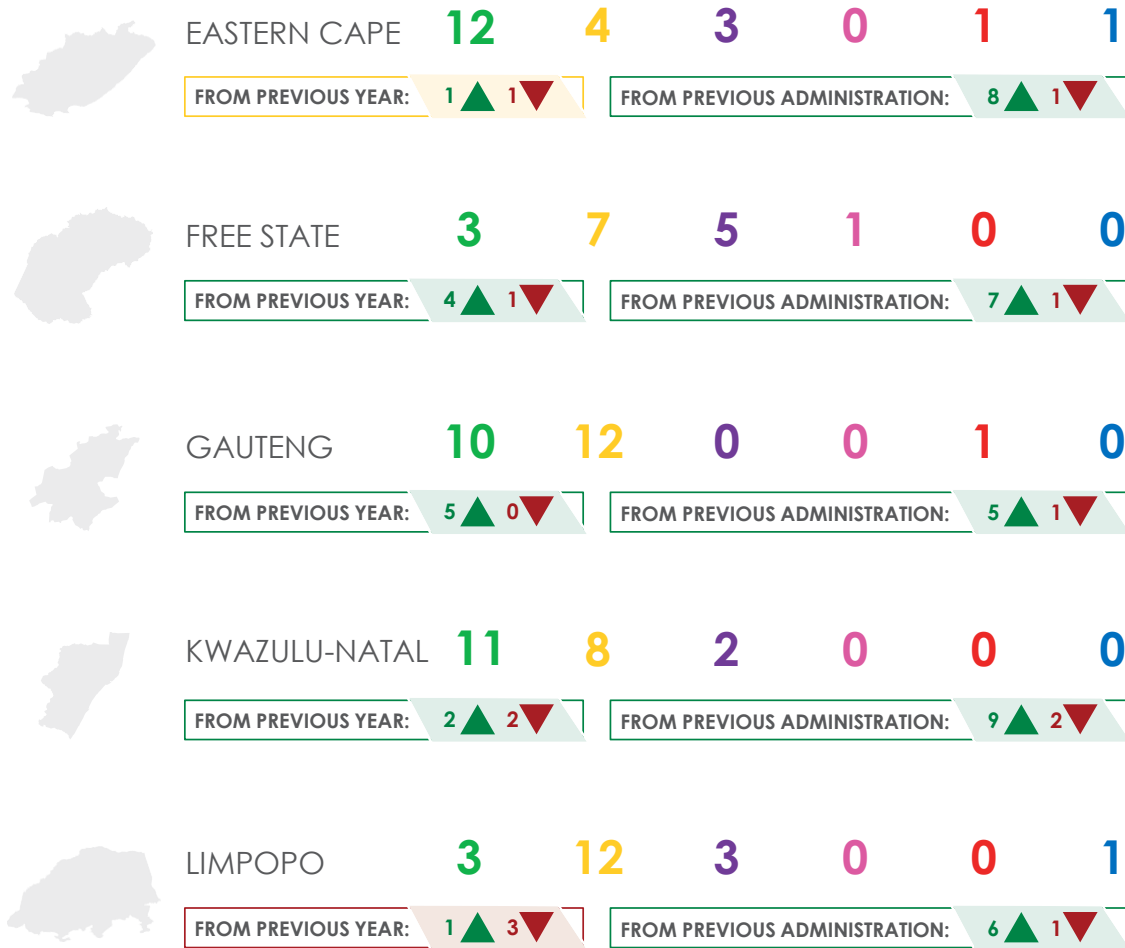 EASTERN CAPE 12 4 3 0 1 1
FROM PREVIOUS YEAR: 1 1 FROM PREVIOUS ADMINISTRATION: 8 1
FREE STATE 3 7 5 1 0 0
FROM PREVIOUS YEAR: 4 1 FROM PREVIOUS ADMINISTRATION: 7 1
GAUTENG 10 12 0 0 1 0
FROM PREVIOUS YEAR: 5 0 FROM PREVIOUS ADMINISTRATION: 5 1
KWAZULU-NATAL 11 8 2 0 0 0
FROM PREVIOUS YEAR: 2 2 FROM PREVIOUS ADMINISTRATION: 9 2
LIMPOPO 3 12 3 0 0 1
FROM PREVIOUS YEAR: 1 3 FROM PREVIOUS ADMINISTRATION: 6 1